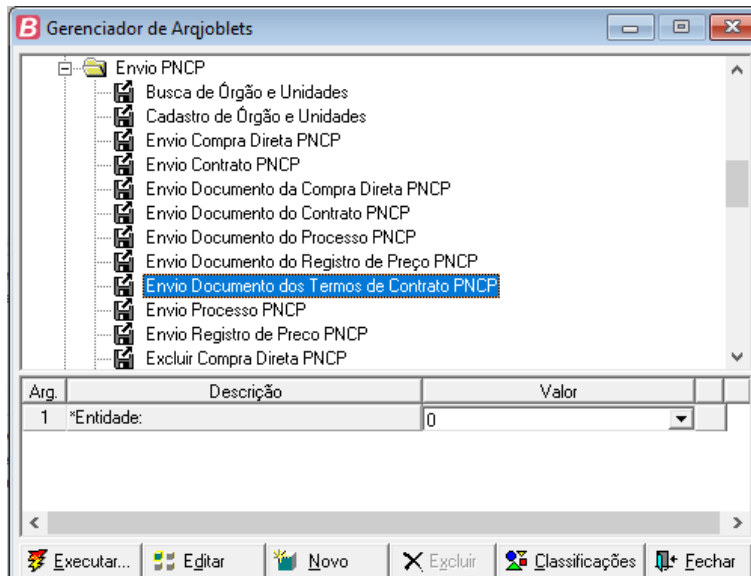 B Gerenciador de Arqjoblets
Envio PNCP
Busca de Órgão e Unidades
Cadastro de Órgão e Unidades
Envio Compra Direta PNCP
Envio Contrato PNCP
Envio Documento da Compra Direta PNCP
Envio Documento do Contrato PNCP
Envio Documento do Processo PNCP
Envio Documento do Registro de Preço PNCP
Envio Documento dos Termos de Contrato PNCP
Envio Processo PNCP
Envio Registro de Preco PNCP
Excluir Compra Direta PNCP
Arg. Descrição Valor
1 *Entidade: 0
Executar... Editar Novo Excluir Classificações Fechar